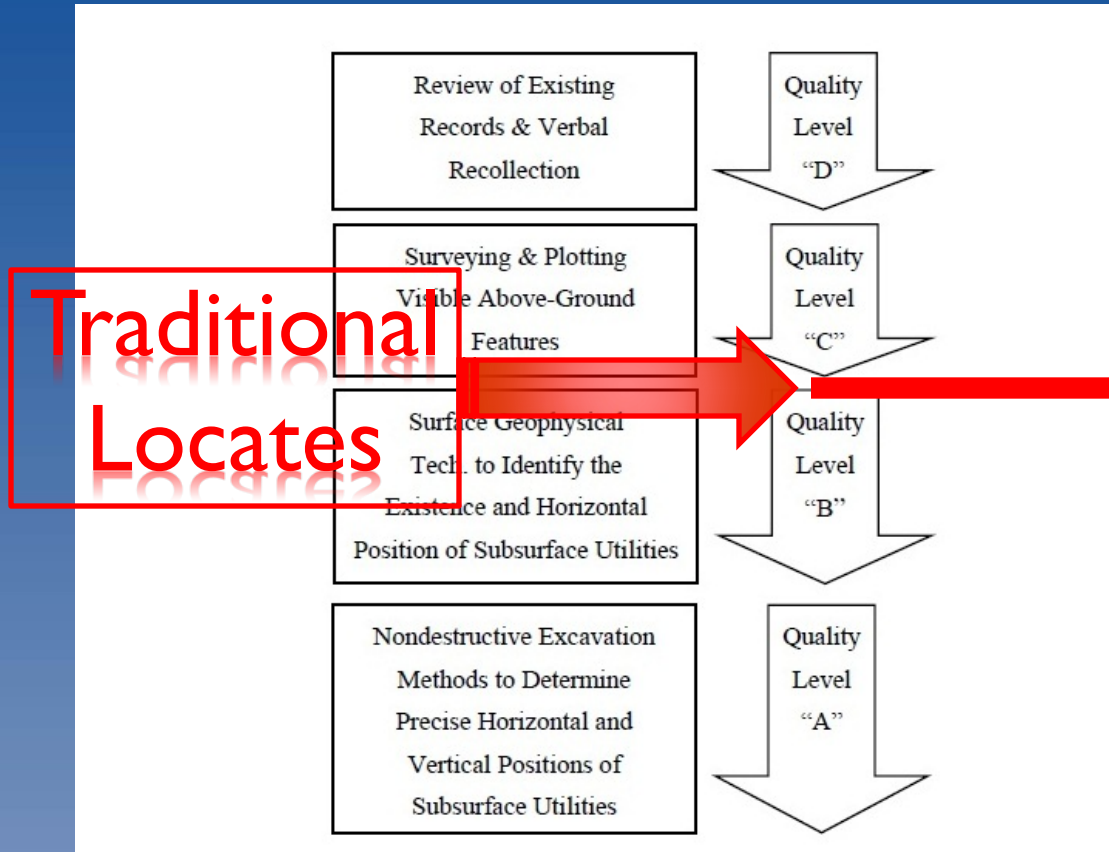 Review of Existing
Records & Verbal
Recollection
Quality
Level
“D”
Surveying & Plotting
Visible Above-Ground
Features
Quality
Level
“C”
Traditional
Locates
Surface Geophysical
Tech. to Identify the
Existence and Horizontal
Position of Subsurface Utilities
Quality
Level
“B”
Nondestructive Excavation
Methods to Determine
Precise Horizontal and
Vertical Positions of
Subsurface Utilities
Quality
Level
“A”